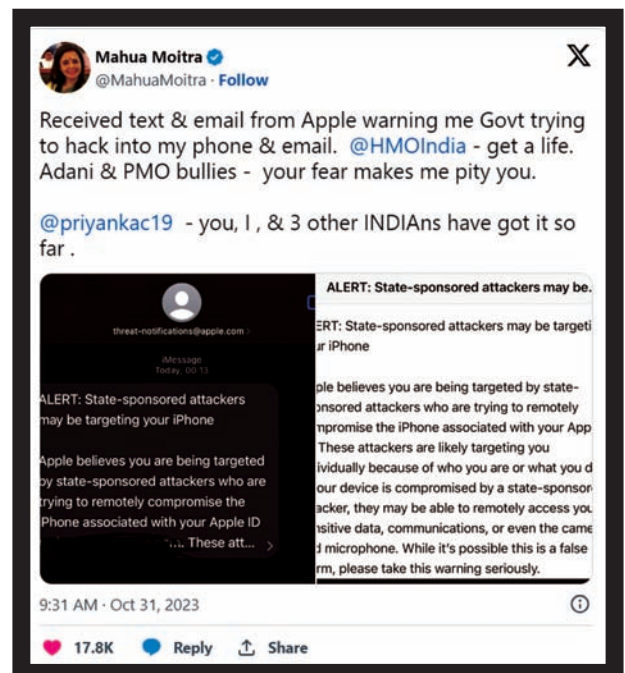 Mahua Moitra
@MahuaMoitra · Follow
Received text & email from Apple warning me Govt trying
to hack into my phone & email. @HMOIndia - get a life.
Adani & PMO bullies - your fear makes me pity you.
@priyankac19 - you, I , & 3 other INDIAns have got it so
far .
threat-notifications@apple.com
iMessage
Today, 00:13
ALERT: State-sponsored attackers
may be targeting your iPhone
Apple believes you are being targeted
by state-sponsored attackers who are
trying to remotely compromise the
iPhone associated with your Apple ID
These att...
ALERT: State-sponsored attackers may be.
ERT: State-sponsored attackers may be targeti
ur iPhone
ple believes you are being targeted by state-
onsored attackers who are trying to remotely
mpromise the iPhone associated with your App
These attackers are likely targeting you
ividually because of who you are or what you d
our device is compromised by a state-sponsor
acker, they may be able to remotely access you
nsitive data, communications, or even the came
d microphone. While it's possible this is a false
rm, please take this warning seriously.
9:31 AM · Oct 31, 2023
17.8K Reply Share